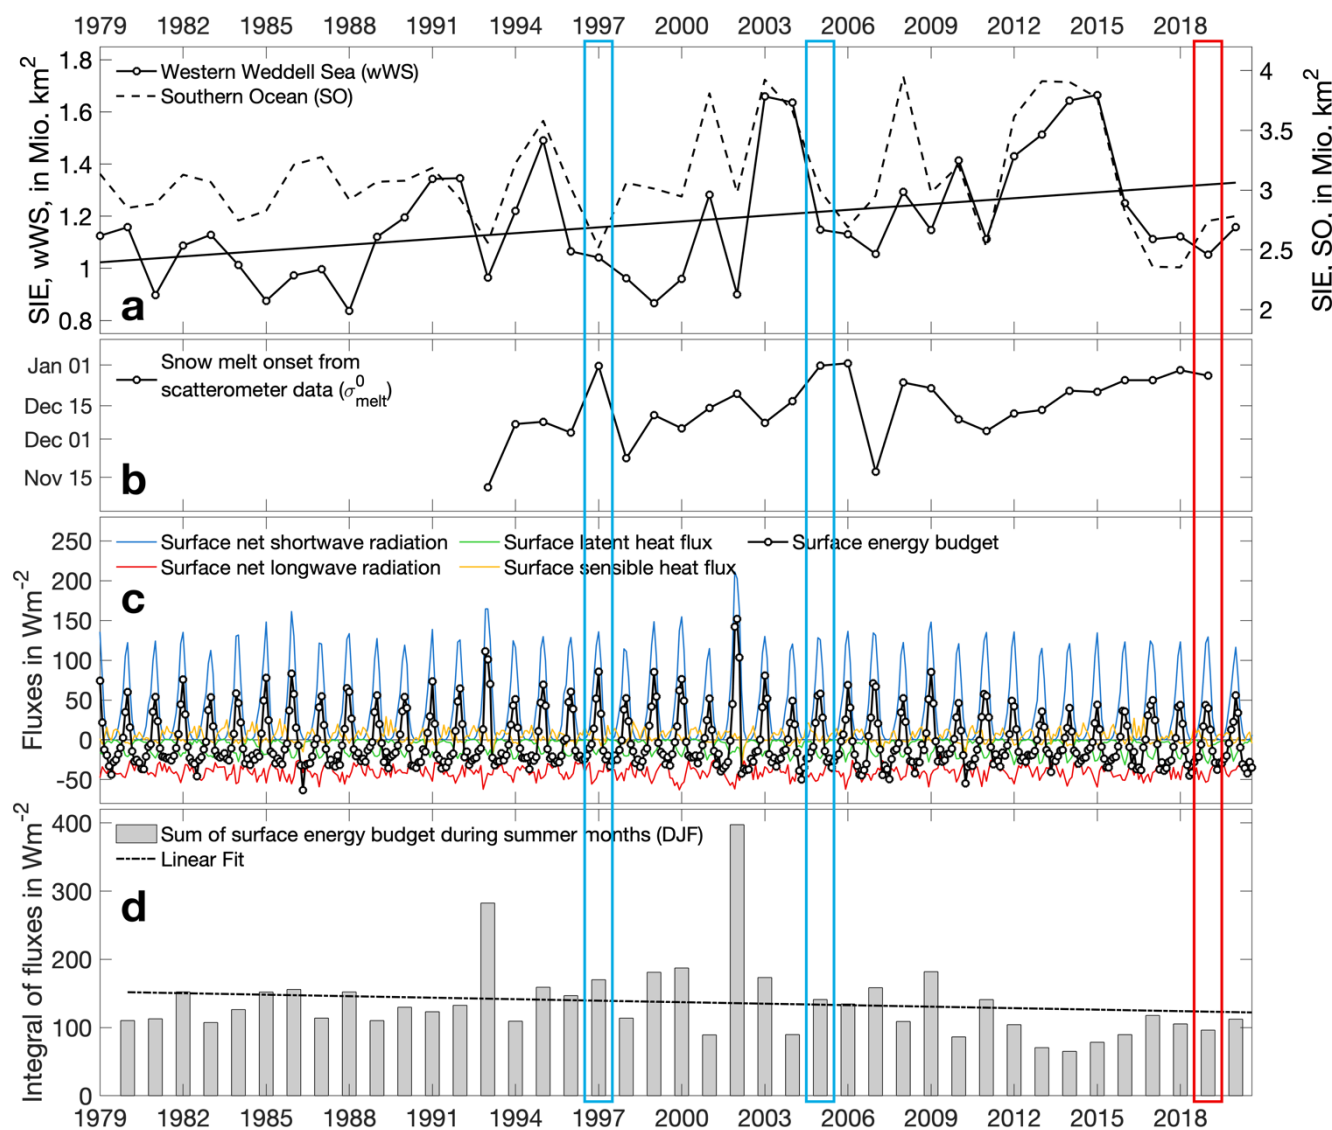 1979 1982 1985 1988 1991 1994 1997 2000 2003 2006 2009 2012 2015 2018
SIE, wWS, in Mio. km²
1.8
1.6
1.4
1.2
1
0.8
Western Weddell Sea (wWS)
Southern Ocean (SO)
a
4
3.5
3
2.5
2
SIE. SO. in Mio. km²
Jan 01
Dec 15
Dec 01
Nov 15
Snow melt onset from
scatterometer data (σ⁰melt)
b
Fluxes in Wm⁻²
250
200
150
100
50
0
−50
Surface net shortwave radiation
Surface latent heat flux
Surface energy budget
Surface net longwave radiation
Surface sensible heat flux
c
Integral of fluxes in Wm⁻²
400
300
200
100
0
Sum of surface energy budget during summer months (DJF)
Linear Fit
d
1979 1982 1985 1988 1991 1994 1997 2000 2003 2006 2009 2012 2015 2018